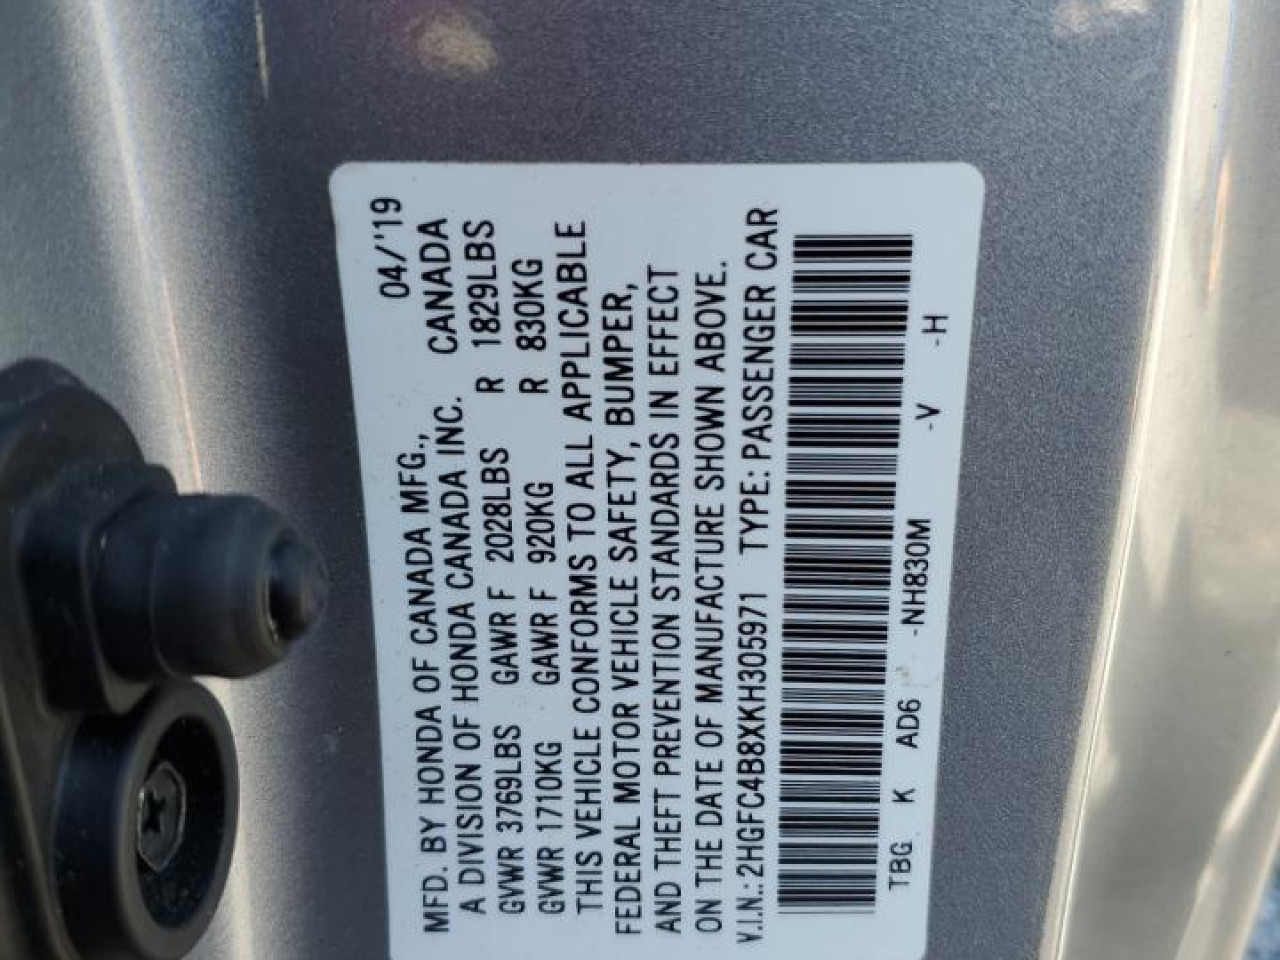 04/'19
MFD. BY HONDA OF CANADA MFG.,
A DIVISION OF HONDA CANADA INC. CANADA
GVWR 3769LBS GAWR F 2028LBS R 1829LBS
GVWR 1710KG GAWR F 920KG R 830KG
THIS VEHICLE CONFORMS TO ALL APPLICABLE
FEDERAL MOTOR VEHICLE SAFETY, BUMPER,
AND THEFT PREVENTION STANDARDS IN EFFECT
ON THE DATE OF MANUFACTURE SHOWN ABOVE.
V.I.N.: 2HGFC4B8XKH305971 TYPE: PASSENGER CAR
TBG K AD6 -NH830M -V -H